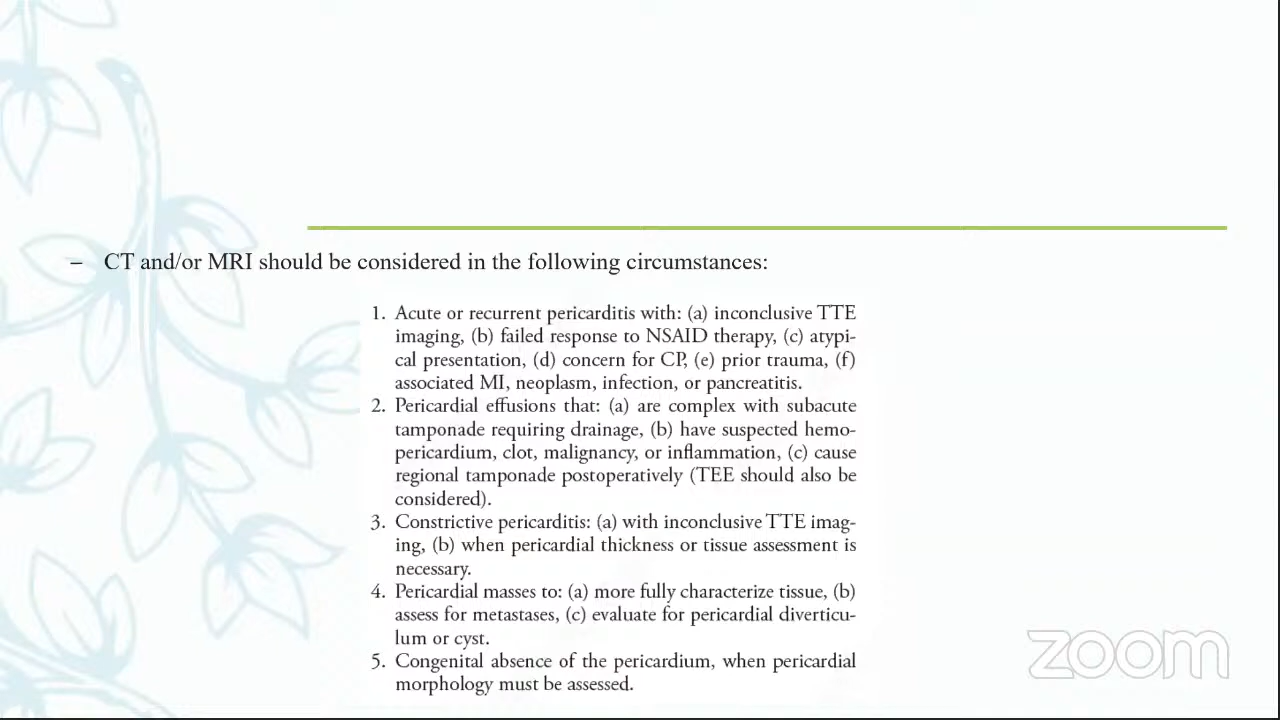 – CT and/or MRI should be considered in the following circumstances:
1. Acute or recurrent pericarditis with: (a) inconclusive TTE
imaging, (b) failed response to NSAID therapy, (c) atypi-
cal presentation, (d) concern for CP, (e) prior trauma, (f)
associated MI, neoplasm, infection, or pancreatitis.
2. Pericardial effusions that: (a) are complex with subacute
tamponade requiring drainage, (b) have suspected hemo-
pericardium, clot, malignancy, or inflammation, (c) cause
regional tamponade postoperatively (TEE should also be
considered).
3. Constrictive pericarditis: (a) with inconclusive TTE imag-
ing, (b) when pericardial thickness or tissue assessment is
necessary.
4. Pericardial masses to: (a) more fully characterize tissue, (b)
assess for metastases, (c) evaluate for pericardial diverticu-
lum or cyst.
5. Congenital absence of the pericardium, when pericardial
morphology must be assessed.
zoom